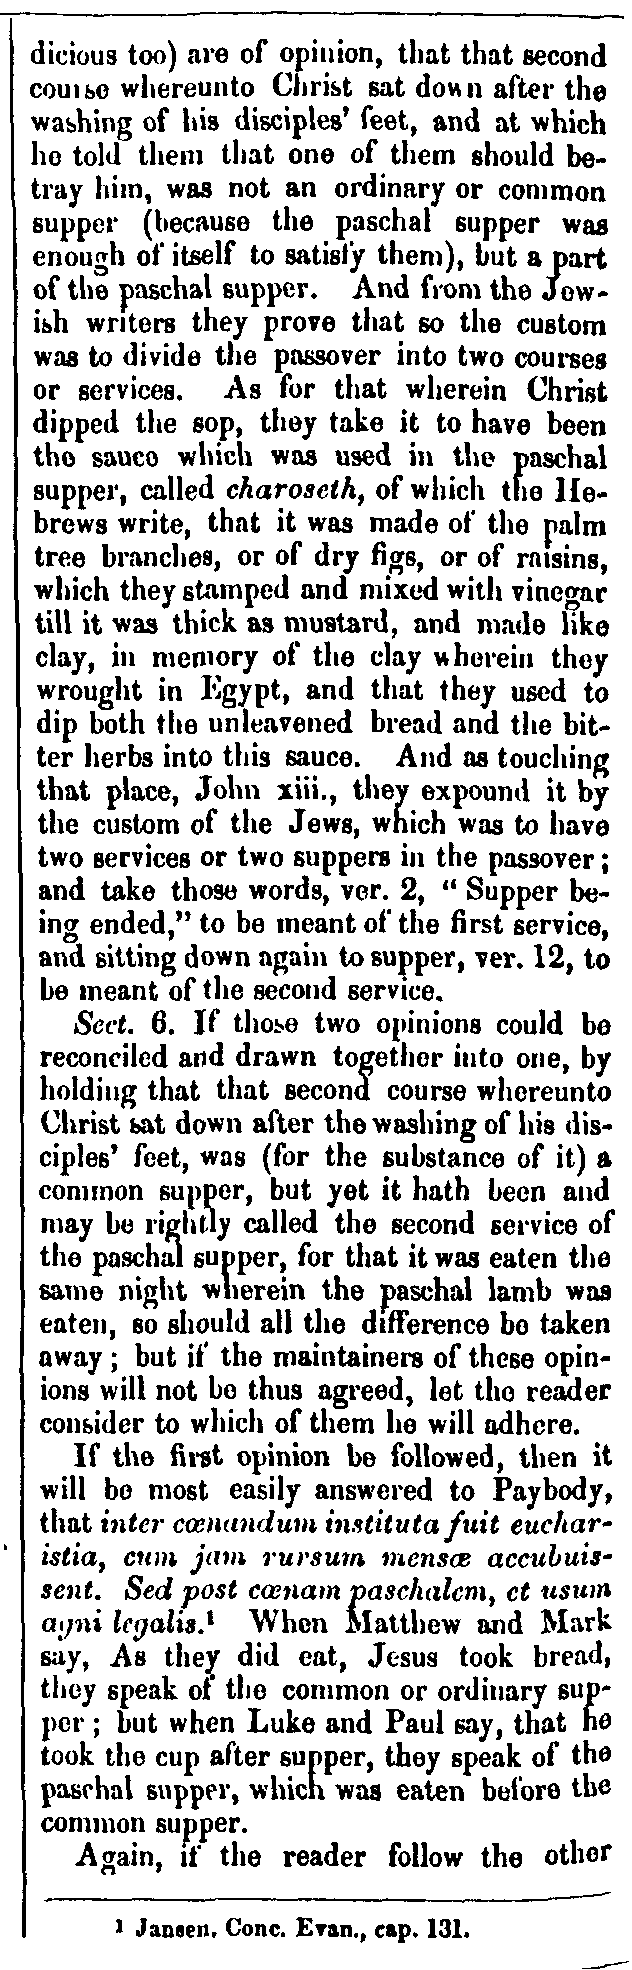 dicious too) are of opinion, that that second
course whereunto Christ sat down after the
washing of his disciples' feet, and at which
he told them that one of them should be-
tray him, was not an ordinary or common
supper (because the paschal supper was
enough of itself to satisfy them), but a part
of the paschal supper. And from the Jew-
ish writers they prove that so the custom
was to divide the passover into two courses
or services. As for that wherein Christ
dipped the sop, they take it to have been
the sauce which was used in the paschal
supper, called charoseth, of which the He-
brews write, that it was made of the palm
tree branches, or of dry figs, or of raisins,
which they stamped and mixed with vinegar
till it was thick as mustard, and made like
clay, in memory of the clay wherein they
wrought in Egypt, and that they used to
dip both the unleavened bread and the bit-
ter herbs into this sauce. And as touching
that place, John xiii., they expound it by
the custom of the Jews, which was to have
two services or two suppers in the passover;
and take those words, ver. 2, "Supper be-
ing ended," to be meant of the first service,
and sitting down again to supper, ver. 12, to
be meant of the second service.
Sect. 6. If those two opinions could be
reconciled and drawn together into one, by
holding that that second course whereunto
Christ sat down after the washing of his dis-
ciples' feet, was (for the substance of it) a
common supper, but yet it hath been and
may be rightly called the second service of
the paschal supper, for that it was eaten the
same night wherein the paschal lamb was
eaten, so should all the difference be taken
away; but if the maintainers of these opin-
ions will not be thus agreed, let the reader
consider to which of them he will adhere.
If the first opinion be followed, then it
will be most easily answered to Paybody,
that inter cœnandum instituta fuit euchar-
istia, cum jam rursum mensæ accubuis-
sent. Sed post cœnam paschalem, et usum
agni legalis.¹ When Matthew and Mark
say, As they did eat, Jesus took bread,
they speak of the common or ordinary sup-
per; but when Luke and Paul say, that he
took the cup after supper, they speak of the
paschal supper, which was eaten before the
common supper.
Again, if the reader follow the other
¹ Jansen. Conc. Evan., cap. 131.